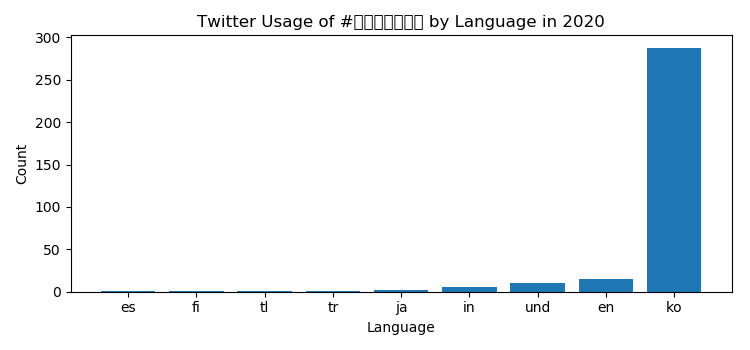 Twitter Usage of #▯▯▯▯▯▯▯ by Language in 2020
Count
300
250
200
150
100
50
0
es fi tl tr ja in und en ko
Language